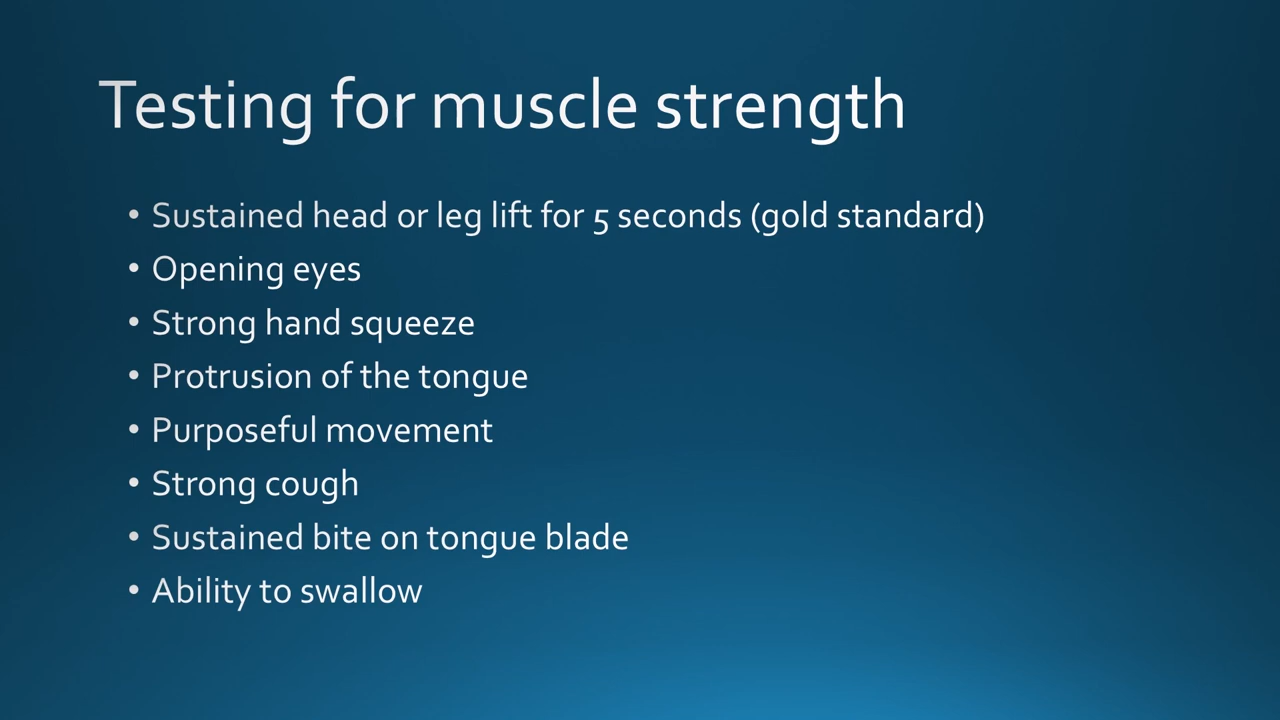 Testing for muscle strength
• Sustained head or leg lift for 5 seconds (gold standard)
• Opening eyes
• Strong hand squeeze
• Protrusion of the tongue
• Purposeful movement
• Strong cough
• Sustained bite on tongue blade
• Ability to swallow